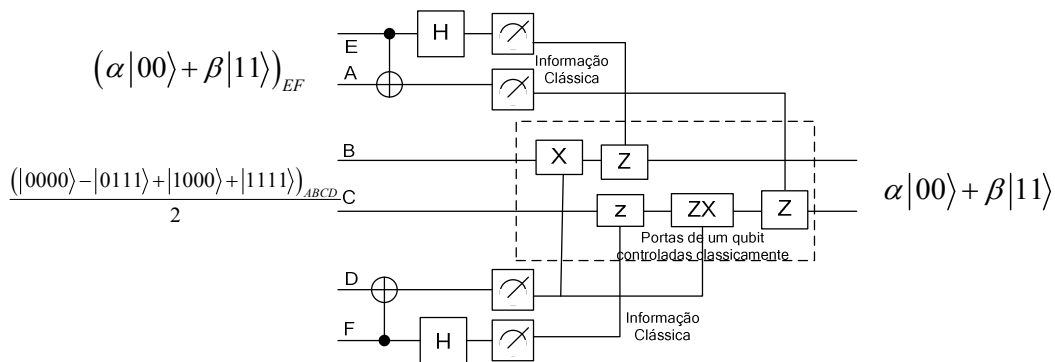 E
H
(α|00⟩ + β|11⟩)_EF
A
Informação
Clássica
B
X
Z
(|0000⟩ − |0111⟩ + |1000⟩ + |1111⟩)_ABCD
2
C
z
ZX
Z
α|00⟩ + β|11⟩
Portas de um qubit
controladas classicamente
D
Informação
Clássica
F
H